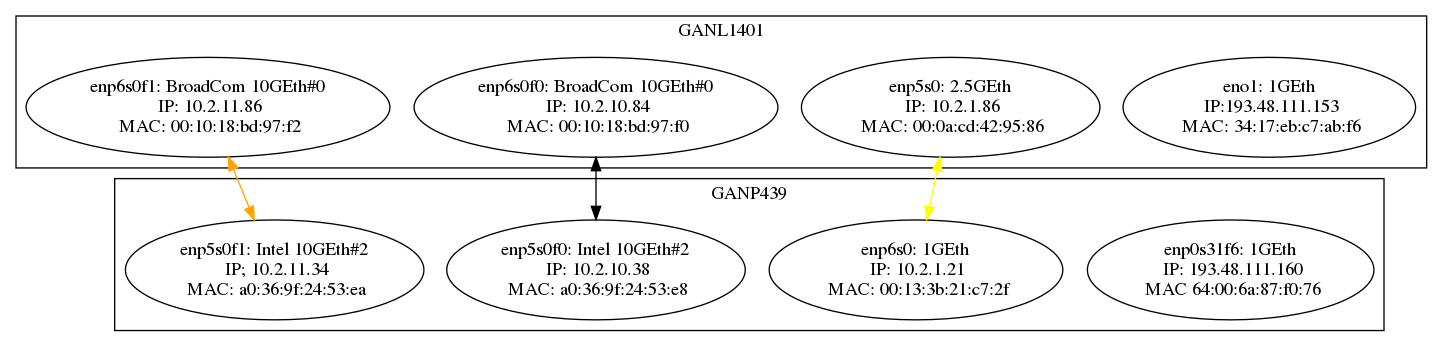 GANL1401
enp6s0f1: BroadCom 10GEth#0
IP: 10.2.11.86
MAC: 00:10:18:bd:97:f2
enp6s0f0: BroadCom 10GEth#0
IP: 10.2.10.84
MAC: 00:10:18:bd:97:f0
enp5s0: 2.5GEth
IP: 10.2.1.86
MAC: 00:0a:cd:42:95:86
eno1: 1GEth
IP:193.48.111.153
MAC: 34:17:eb:c7:ab:f6
GANP439
enp5s0f1: Intel 10GEth#2
IP; 10.2.11.34
MAC: a0:36:9f:24:53:ea
enp5s0f0: Intel 10GEth#2
IP: 10.2.10.38
MAC: a0:36:9f:24:53:e8
enp6s0: 1GEth
IP: 10.2.1.21
MAC: 00:13:3b:21:c7:2f
enp0s31f6: 1GEth
IP: 193.48.111.160
MAC 64:00:6a:87:f0:76